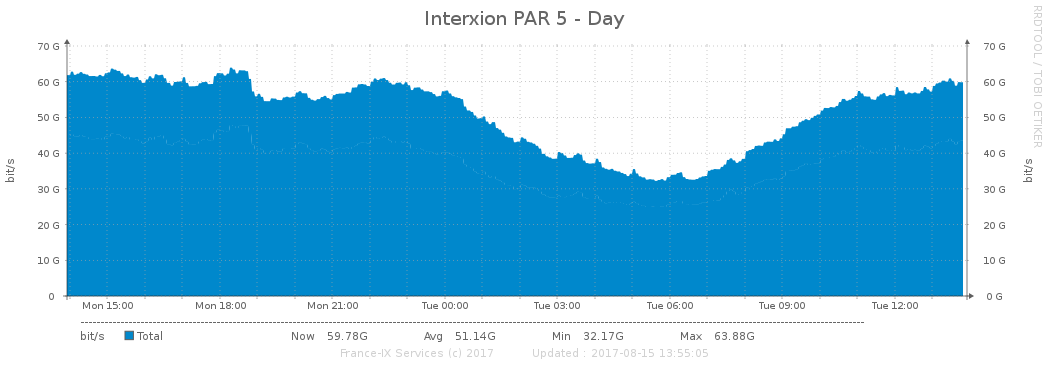 Interxion PAR 5 - Day
RRDTOOL / TOBI OETIKER
70 G 70 G
60 G 60 G
50 G 50 G
40 G 40 G
30 G 30 G
20 G 20 G
10 G 10 G
0 0 G
bit/s bit/s
Mon 15:00 Mon 18:00 Mon 21:00 Tue 00:00 Tue 03:00 Tue 06:00 Tue 09:00 Tue 12:00
bit/s Total Now 59.78G Avg 51.14G Min 32.17G Max 63.88G
France-IX Services (c) 2017 Updated : 2017-08-15 13:55:05